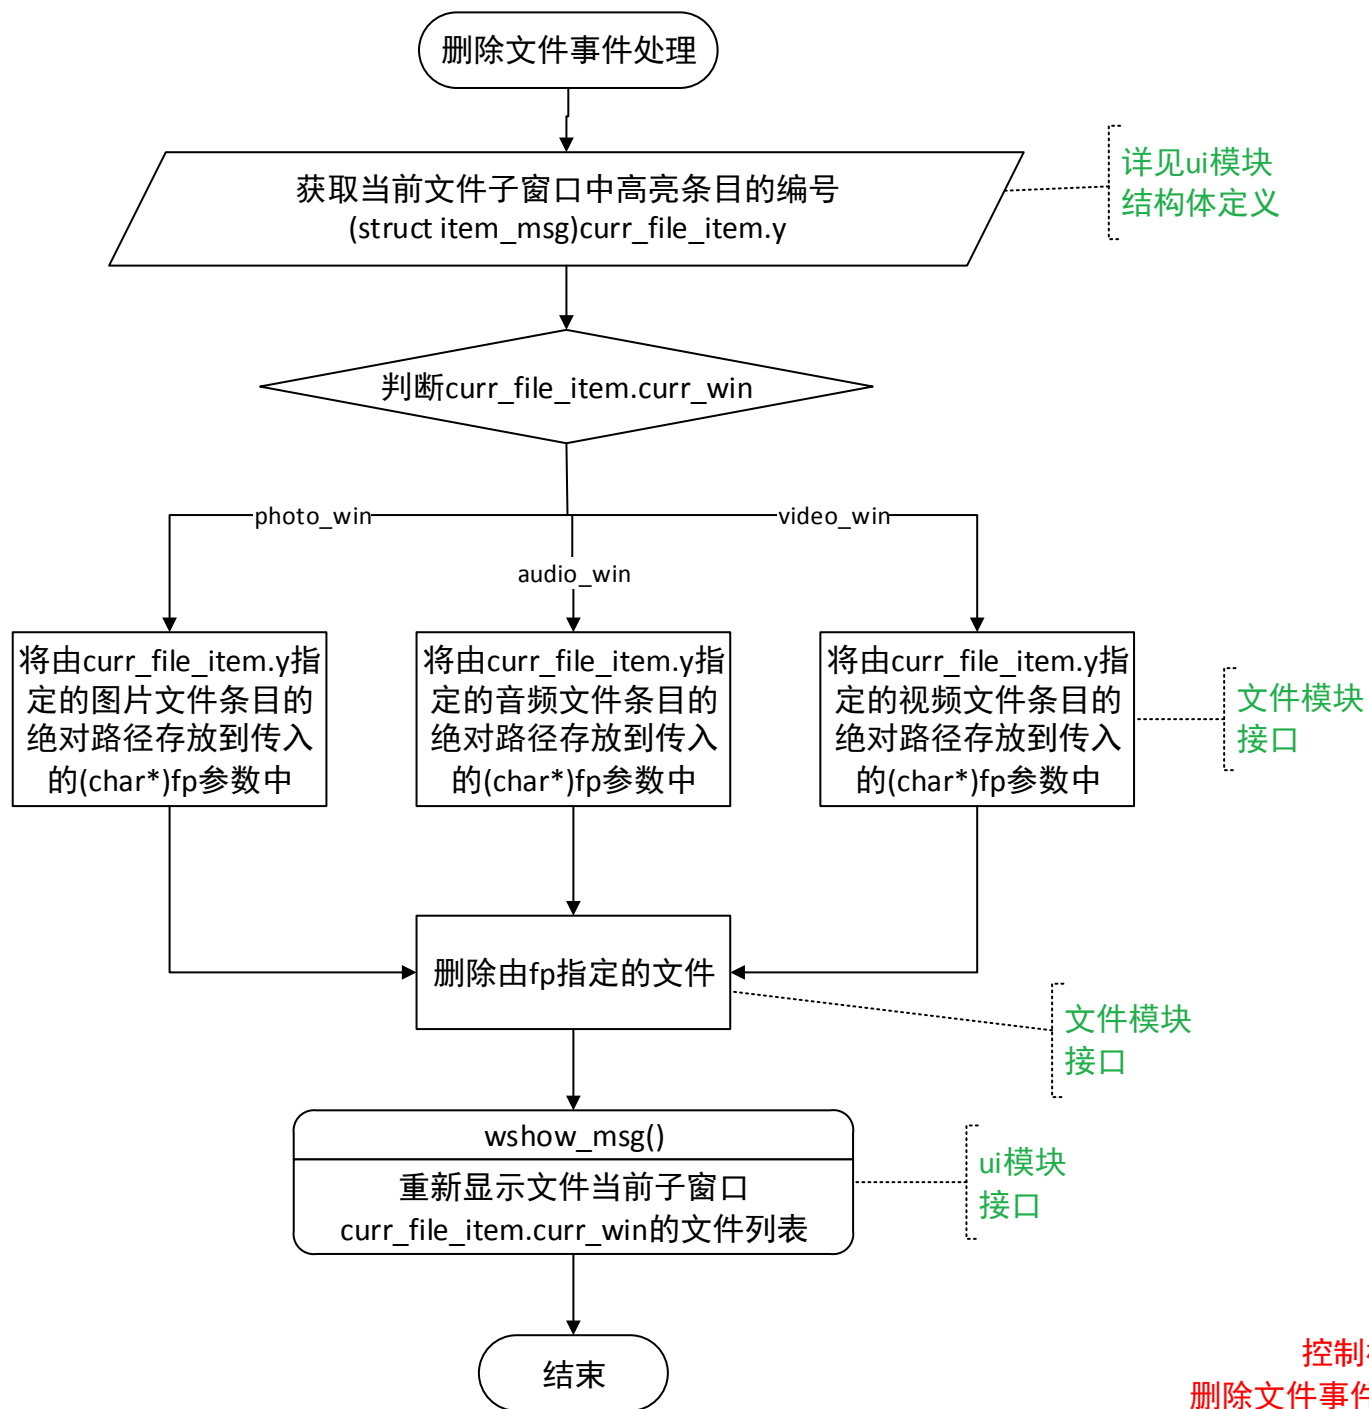 删除文件事件处理
获取当前文件子窗口中高亮条目的编号
(struct item_msg)curr_file_item.y
详见ui模块
结构体定义
判断curr_file_item.curr_win
photo_win
video_win
audio_win
将由curr_file_item.y指
定的图片文件条目的
绝对路径存放到传入
的(char*)fp参数中
将由curr_file_item.y指
定的音频文件条目的
绝对路径存放到传入
的(char*)fp参数中
将由curr_file_item.y指
定的视频文件条目的
绝对路径存放到传入
的(char*)fp参数中
文件模块
接口
删除由fp指定的文件
文件模块
接口
wshow_msg()
重新显示文件当前子窗口
curr_file_item.curr_win的文件列表
ui模块
接口
结束
控制
删除文件事件